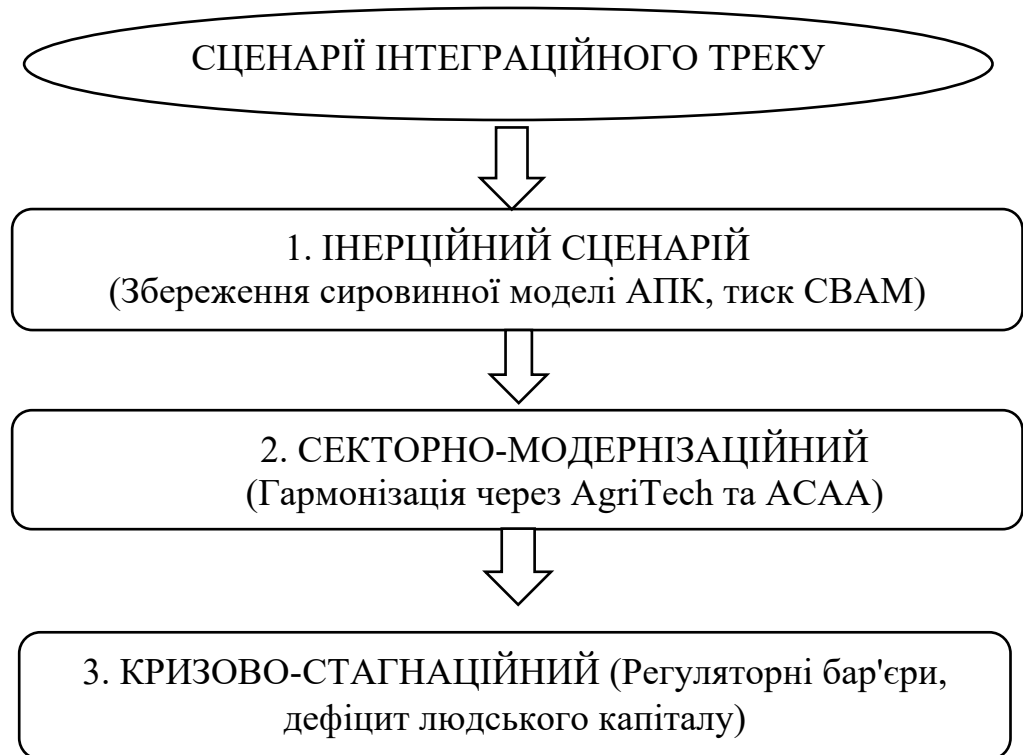 СЦЕНАРІЇ ІНТЕГРАЦІЙНОГО ТРЕКУ
1. ІНЕРЦІЙНИЙ СЦЕНАРІЙ
(Збереження сировинної моделі АПК, тиск СВАМ)
2. СЕКТОРНО-МОДЕРНІЗАЦІЙНИЙ
(Гармонізація через AgriTech та ACAA)
3. КРИЗОВО-СТАГНАЦІЙНИЙ (Регуляторні бар'єри,
дефіцит людського капіталу)